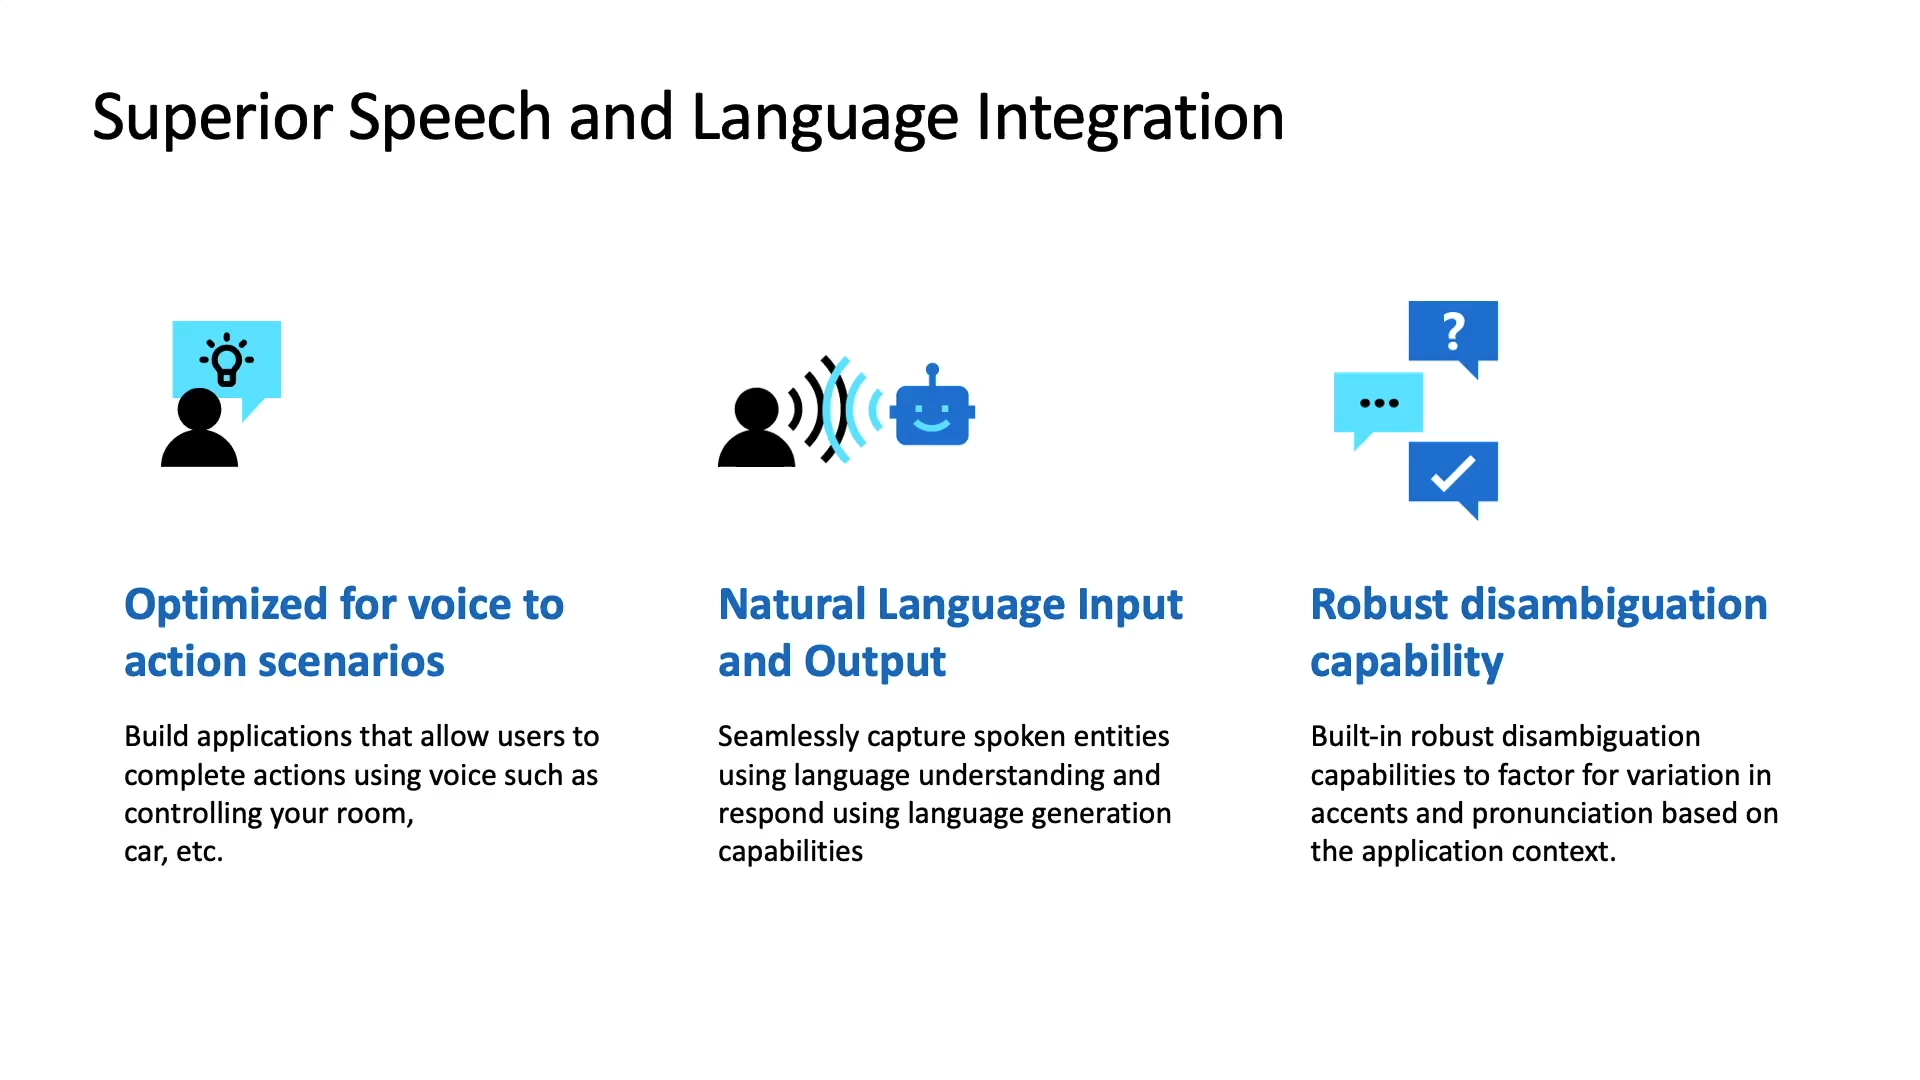 Superior Speech and Language Integration
?
Optimized for voice to
action scenarios
Build applications that allow users to
complete actions using voice such as
controlling your room,
car, etc.
Natural Language Input
and Output
Seamlessly capture spoken entities
using language understanding and
respond using language generation
capabilities
Robust disambiguation
capability
Built-in robust disambiguation
capabilities to factor for variation in
accents and pronunciation based on
the application context.